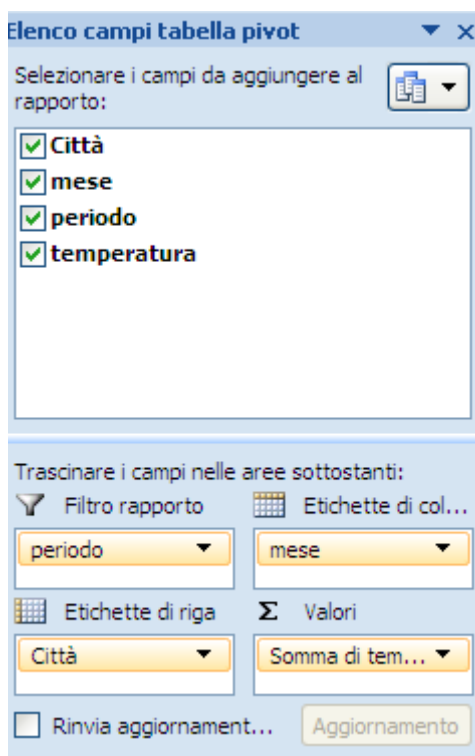 Elenco campi tabella pivot
Selezionare i campi da aggiungere al
rapporto:
Città
mese
periodo
temperatura
Trascinare i campi nelle aree sottostanti:
Filtro rapporto
Etichette di col...
periodo
mese
Etichette di riga
Σ Valori
Città
Somma di tem...
Rinvia aggiornament...
Aggiornamento